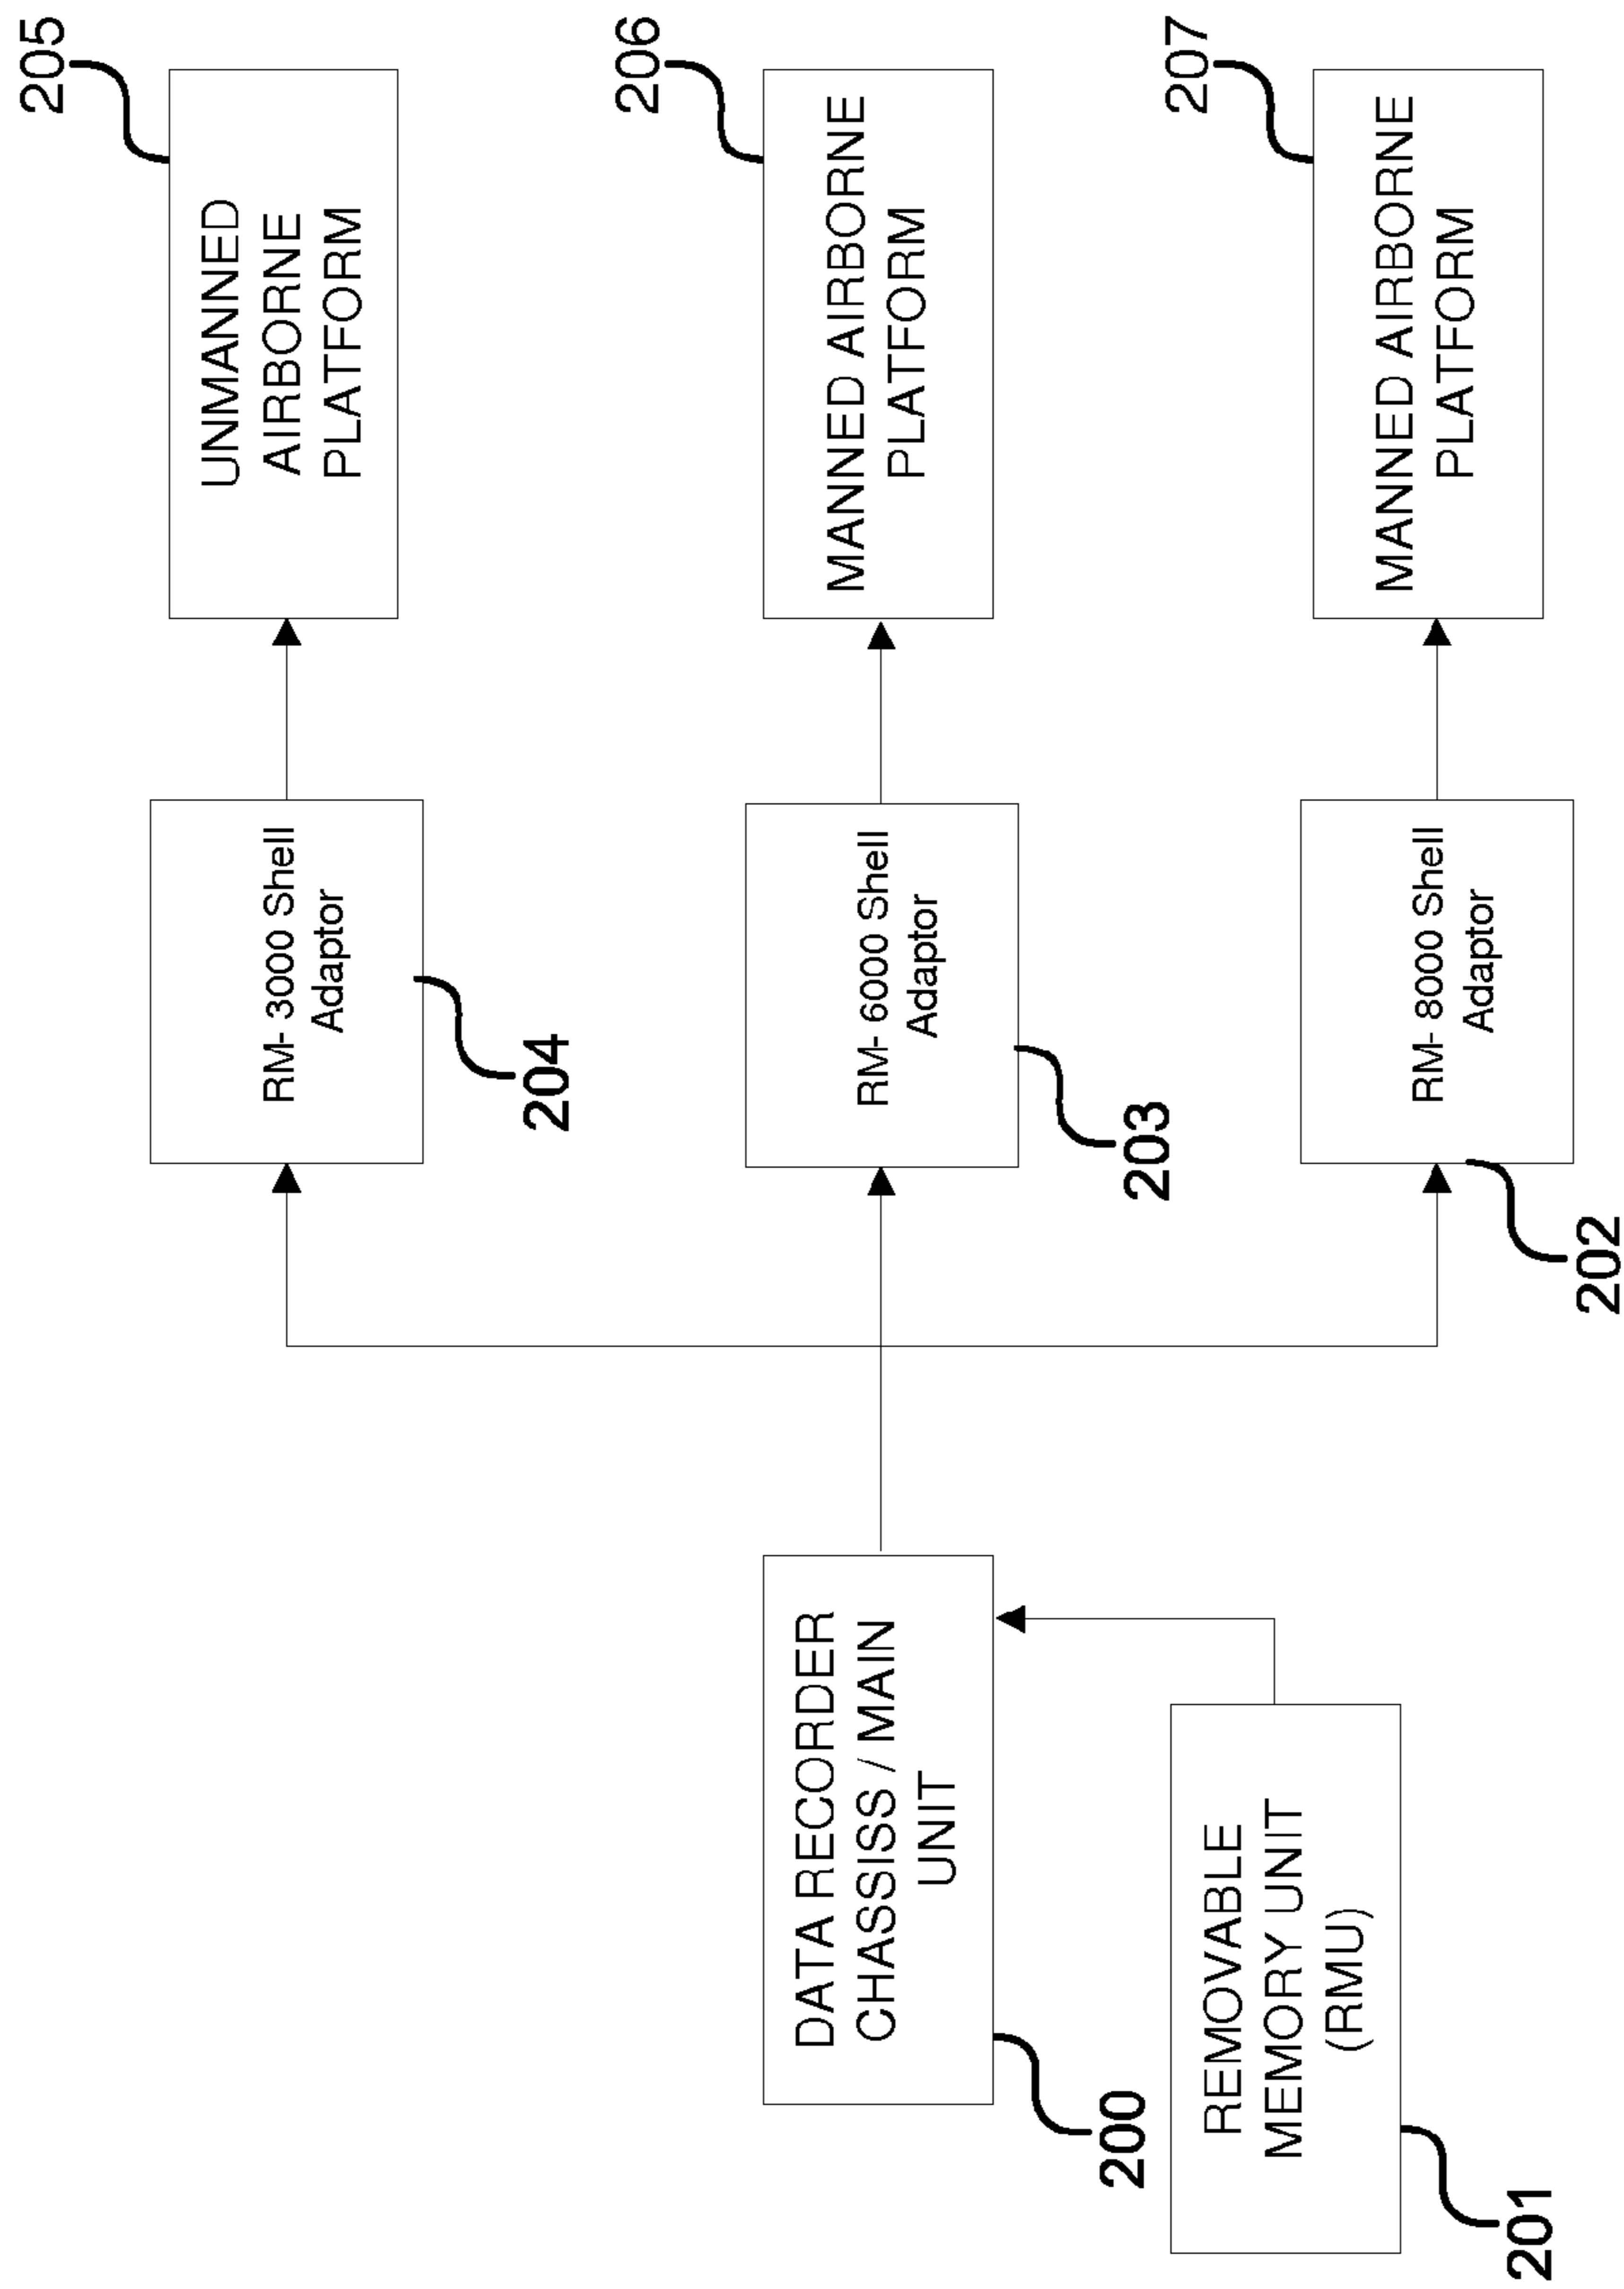 205
UNMANNED
AIRBORNE
PLATFORM
RM- 3000 Shell
Adaptor
204
206
MANNED AIRBORNE
PLATFORM
RM- 6000 Shell
Adaptor
203
207
MANNED AIRBORNE
PLATFORM
RM- 8000 Shell
Adaptor
202
DATA RECORDER
CHASSISS / MAIN
UNIT
200
REMOVABLE
MEMORY UNIT
(RMU)
201